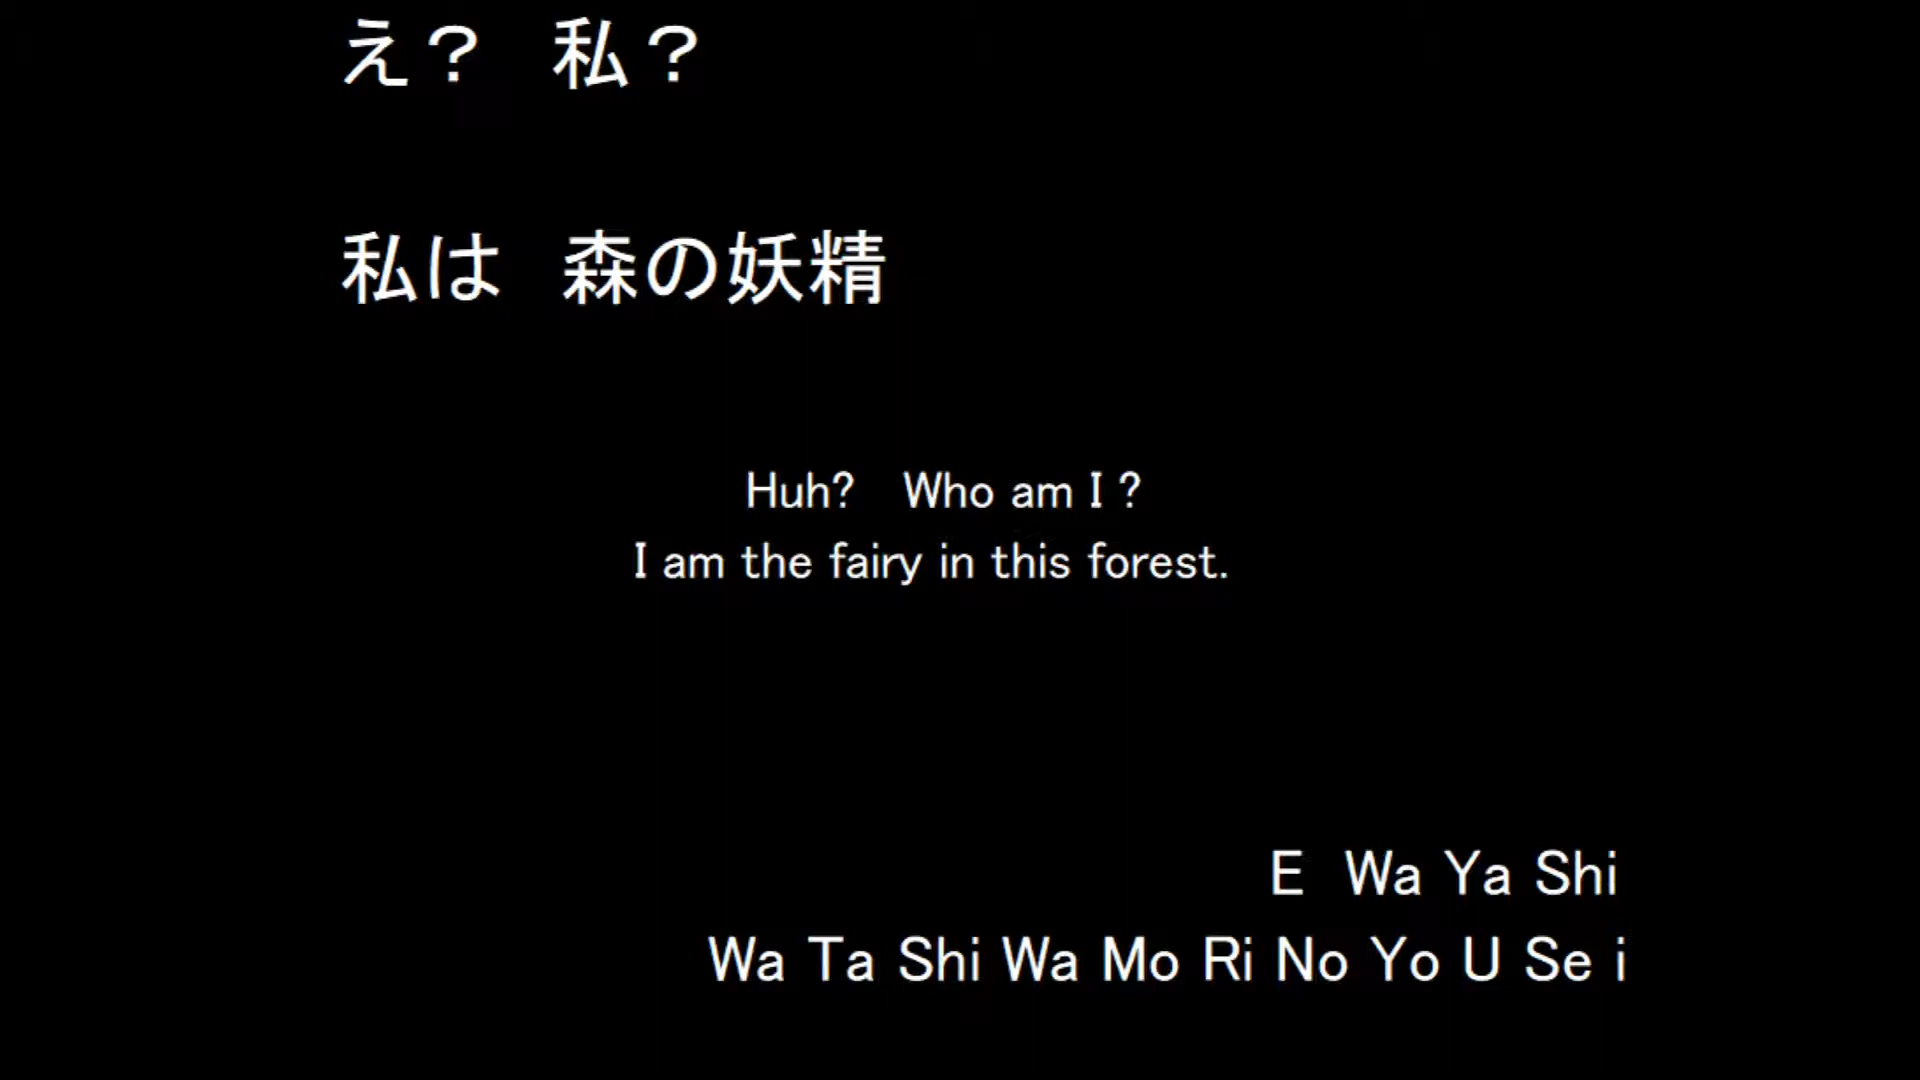 え？　私？
私は　森の妖精
Huh?　Who am I ?
I am the fairy in this forest.
E　Wa Ya Shi
Wa Ta Shi Wa Mo Ri No Yo U Se i